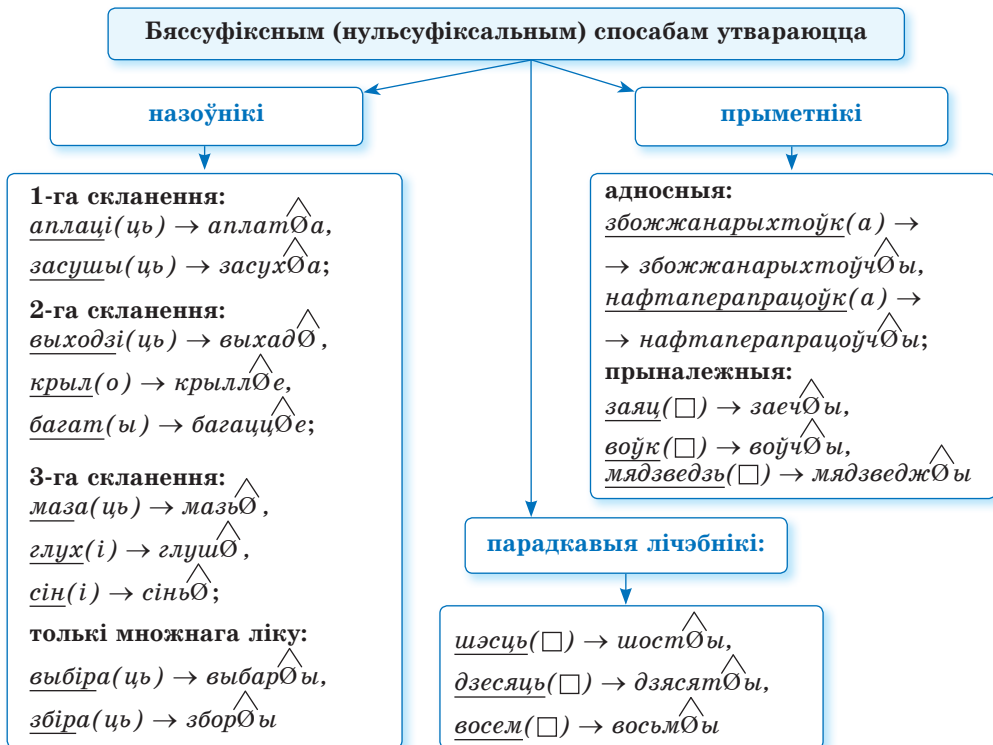 Бяссуфіксным (нульсуфіксальным) спосабам утвараюцца
назоўнікі
1-га скланення:
аплаці(ць) → аплатØа,
засушы(ць) → засухØа;
2-га скланення:
выходзі(ць) → выхадØ,
крыл(о) → крыллØе,
багат(ы) → багаццØе;
3-га скланення:
маза(ць) → мазьØ,
глух(і) → глушØ,
сін(і) → сіньØ;
толькі множнага ліку:
выбіра(ць) → выбарØы,
збіра(ць) → зборØы
прыметнікі
адносныя:
збожжанарыхтоўк(а) →
→ збожжанарыхтоўчØы,
нафтаперапрацоўк(а) →
→ нафтаперапрацоўчØы;
прыналежныя:
заяц(□) → заечØы,
воўк(□) → воўчØы,
мядзведзь(□) → мядзведжØы
парадкавыя лічэбнікі:
шэсць(□) → шостØы,
дзесяць(□) → дзясятØы,
восем(□) → восьмØы